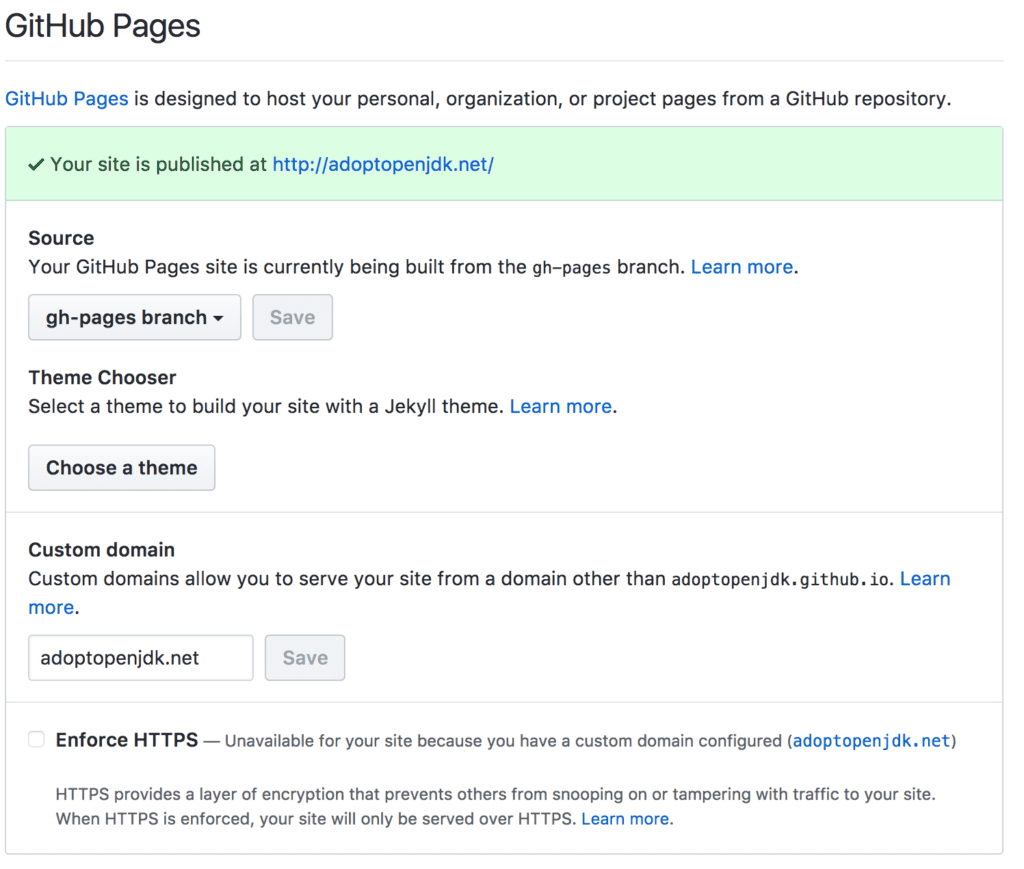 GitHub Pages
GitHub Pages is designed to host your personal, organization, or project pages from a GitHub repository.
Your site is published at http://adoptopenjdk.net/
Source
Your GitHub Pages site is currently being built from the gh-pages branch. Learn more.
gh-pages branch
Save
Theme Chooser
Select a theme to build your site with a Jekyll theme. Learn more.
Choose a theme
Custom domain
Custom domains allow you to serve your site from a domain other than adoptopenjdk.github.io. Learn
more.
adoptopenjdk.net
Save
Enforce HTTPS — Unavailable for your site because you have a custom domain configured (adoptopenjdk.net)
HTTPS provides a layer of encryption that prevents others from snooping on or tampering with traffic to your site.
When HTTPS is enforced, your site will only be served over HTTPS. Learn more.